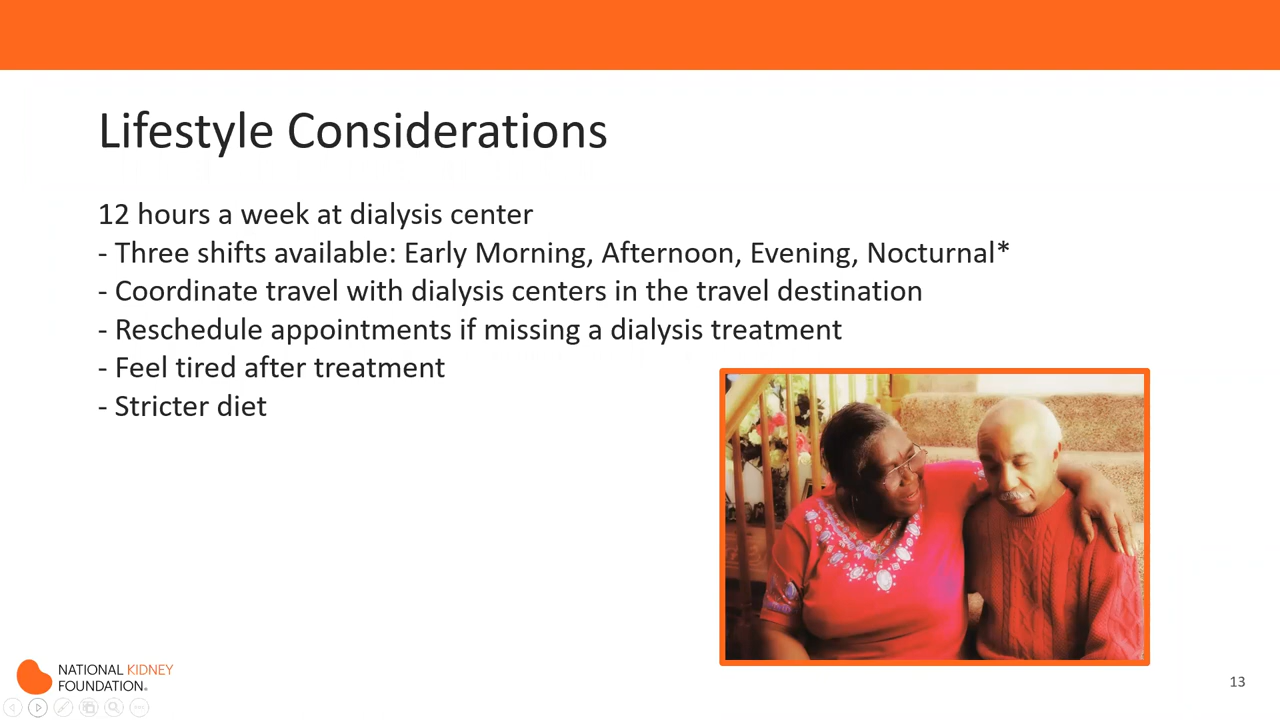 Lifestyle Considerations
12 hours a week at dialysis center
- Three shifts available: Early Morning, Afternoon, Evening, Nocturnal*
- Coordinate travel with dialysis centers in the travel destination
- Reschedule appointments if missing a dialysis treatment
- Feel tired after treatment
- Stricter diet
NATIONAL KIDNEY
FOUNDATION®
13